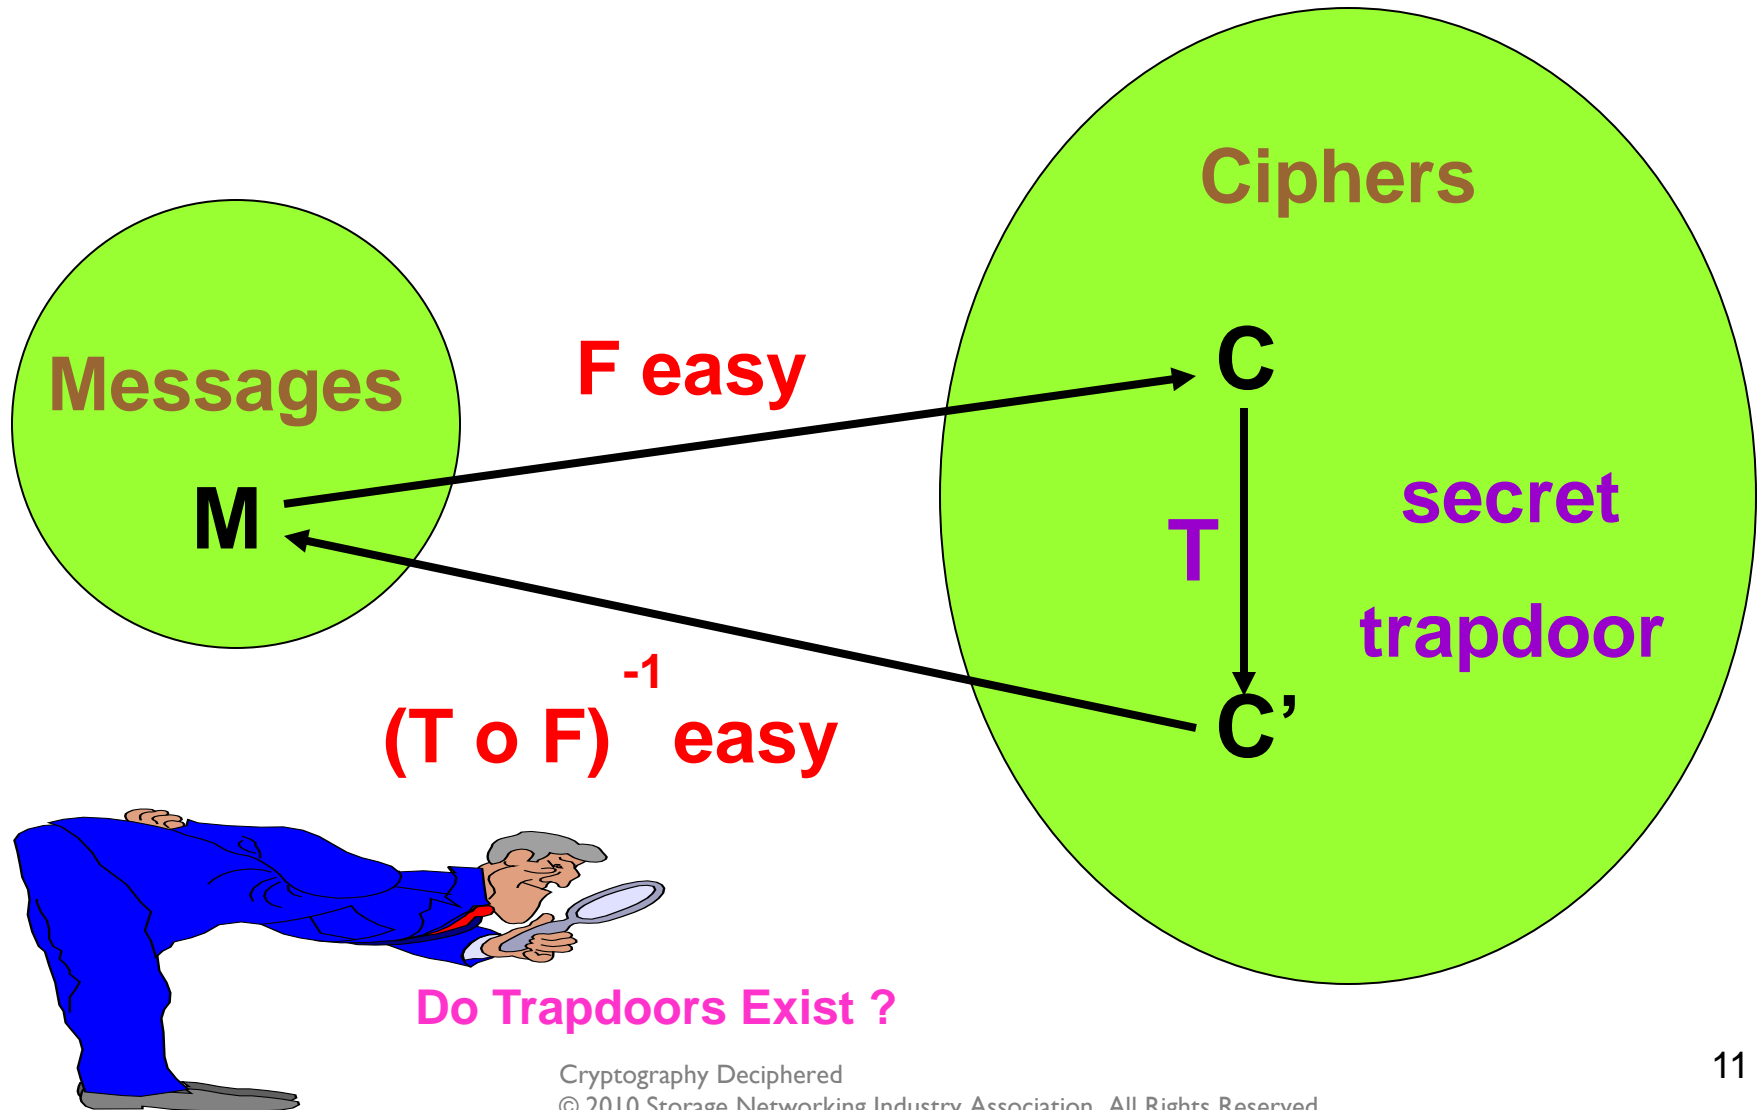 Ciphers
Messages
F easy
C
M
secret
T
trapdoor
-1
(T o F) easy
C’
Do Trapdoors Exist ?
Cryptography Deciphered
11
© 2010 Storage Networking Industry Association. All Rights Reserved